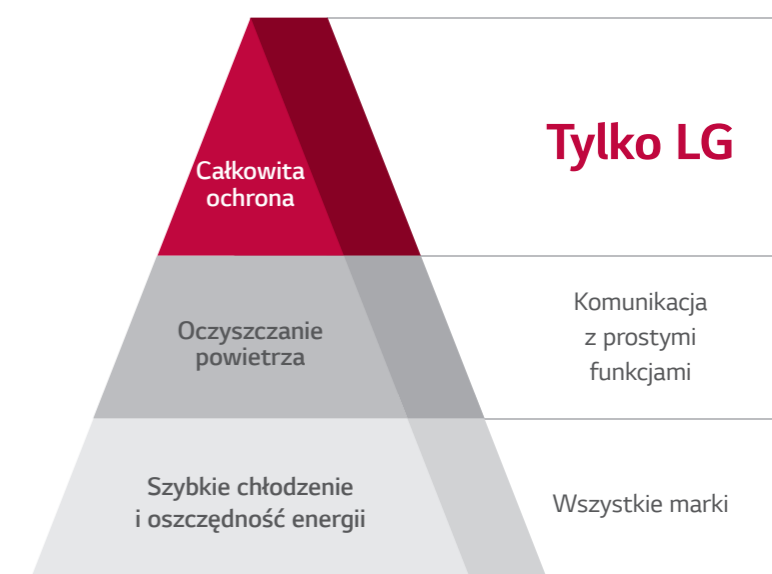 Całkowita
ochrona
Tylko LG
Oczyszczanie
powietrza
Komunikacja
z prostymi
funkcjami
Szybkie chłodzenie
i oszczędność energii
Wszystkie marki